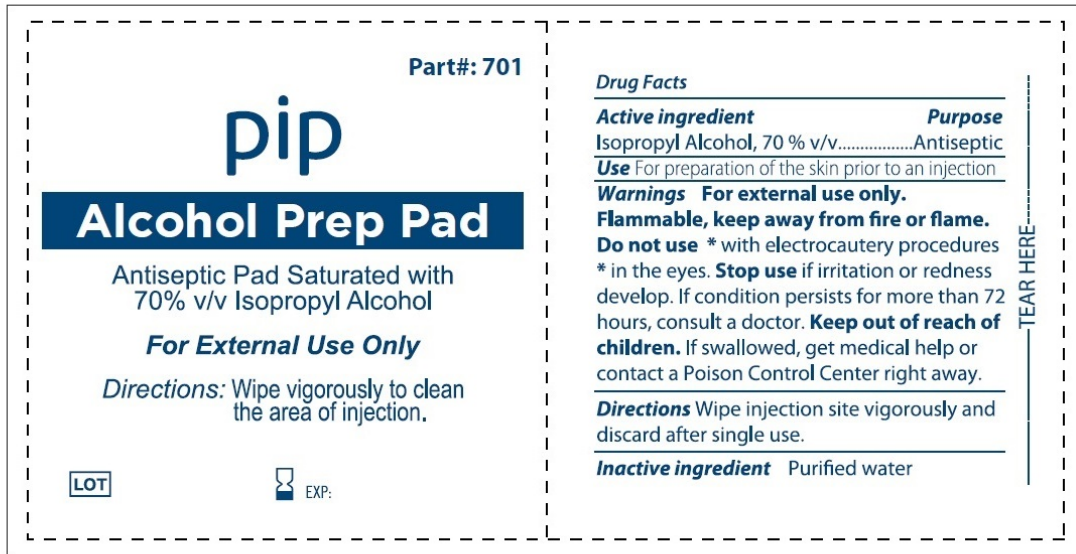 Part#: 701
pip
Alcohol Prep Pad
Antiseptic Pad Saturated with
70% v/v Isopropyl Alcohol
For External Use Only
Directions: Wipe vigorously to clean
the area of injection.
LOT
EXP:
Drug Facts
Active ingredient Purpose
Isopropyl Alcohol, 70 % v/v.................Antiseptic
Use For preparation of the skin prior to an injection
Warnings For external use only.
Flammable, keep away from fire or flame.
Do not use * with electrocautery procedures
* in the eyes. Stop use if irritation or redness
develop. If condition persists for more than 72
hours, consult a doctor. Keep out of reach of
children. If swallowed, get medical help or
contact a Poison Control Center right away.
Directions Wipe injection site vigorously and
discard after single use.
Inactive ingredient Purified water
TEAR HERE